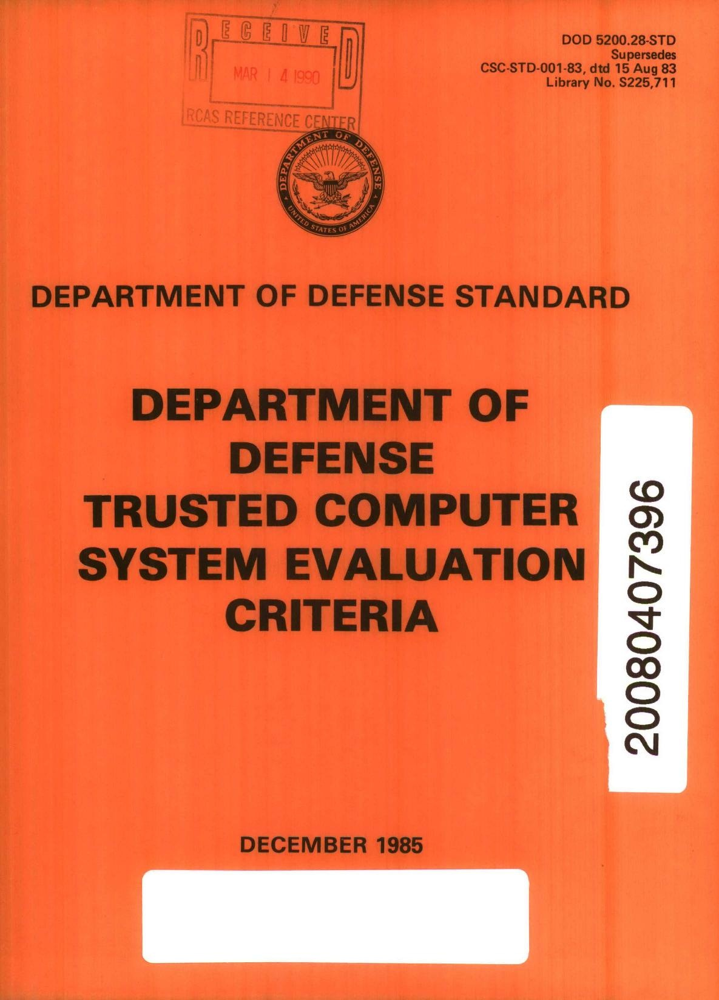 RECEIVED
MAR 14 1990
RCAS REFERENCE CENTER
DOD 5200.28-STD
Supersedes
CSC-STD-001-83, dtd 15 Aug 83
Library No. S225,711
DEPARTMENT OF DEFENSE
UNITED STATES OF AMERICA
DEPARTMENT OF DEFENSE STANDARD
DEPARTMENT OF
DEFENSE
TRUSTED COMPUTER
SYSTEM EVALUATION
CRITERIA
20080407396
DECEMBER 1985